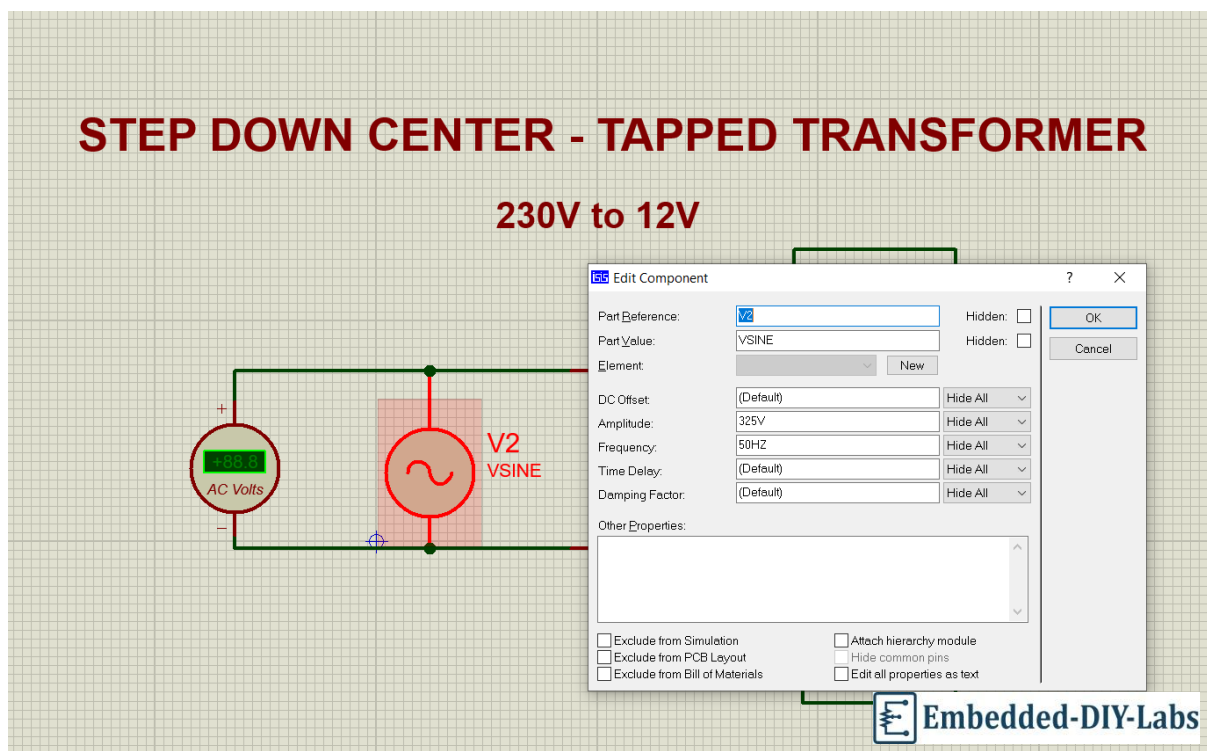 STEP DOWN CENTER - TAPPED TRANSFORMER
230V to 12V
isis Edit Component ? ×
Part Reference: V2 Hidden: OK
Part Value: VSINE Hidden: Cancel
Element: New
DC Offset: (Default) Hide All
Amplitude: 325V Hide All
Frequency: 50HZ Hide All
Time Delay: (Default) Hide All
Damping Factor: (Default) Hide All
Other Properties:
Exclude from Simulation Attach hierarchy module
Exclude from PCB Layout Hide common pins
Exclude from Bill of Materials Edit all properties as text
+
+88.8
AC Volts
−
V2
VSINE
Embedded-DIY-Labs